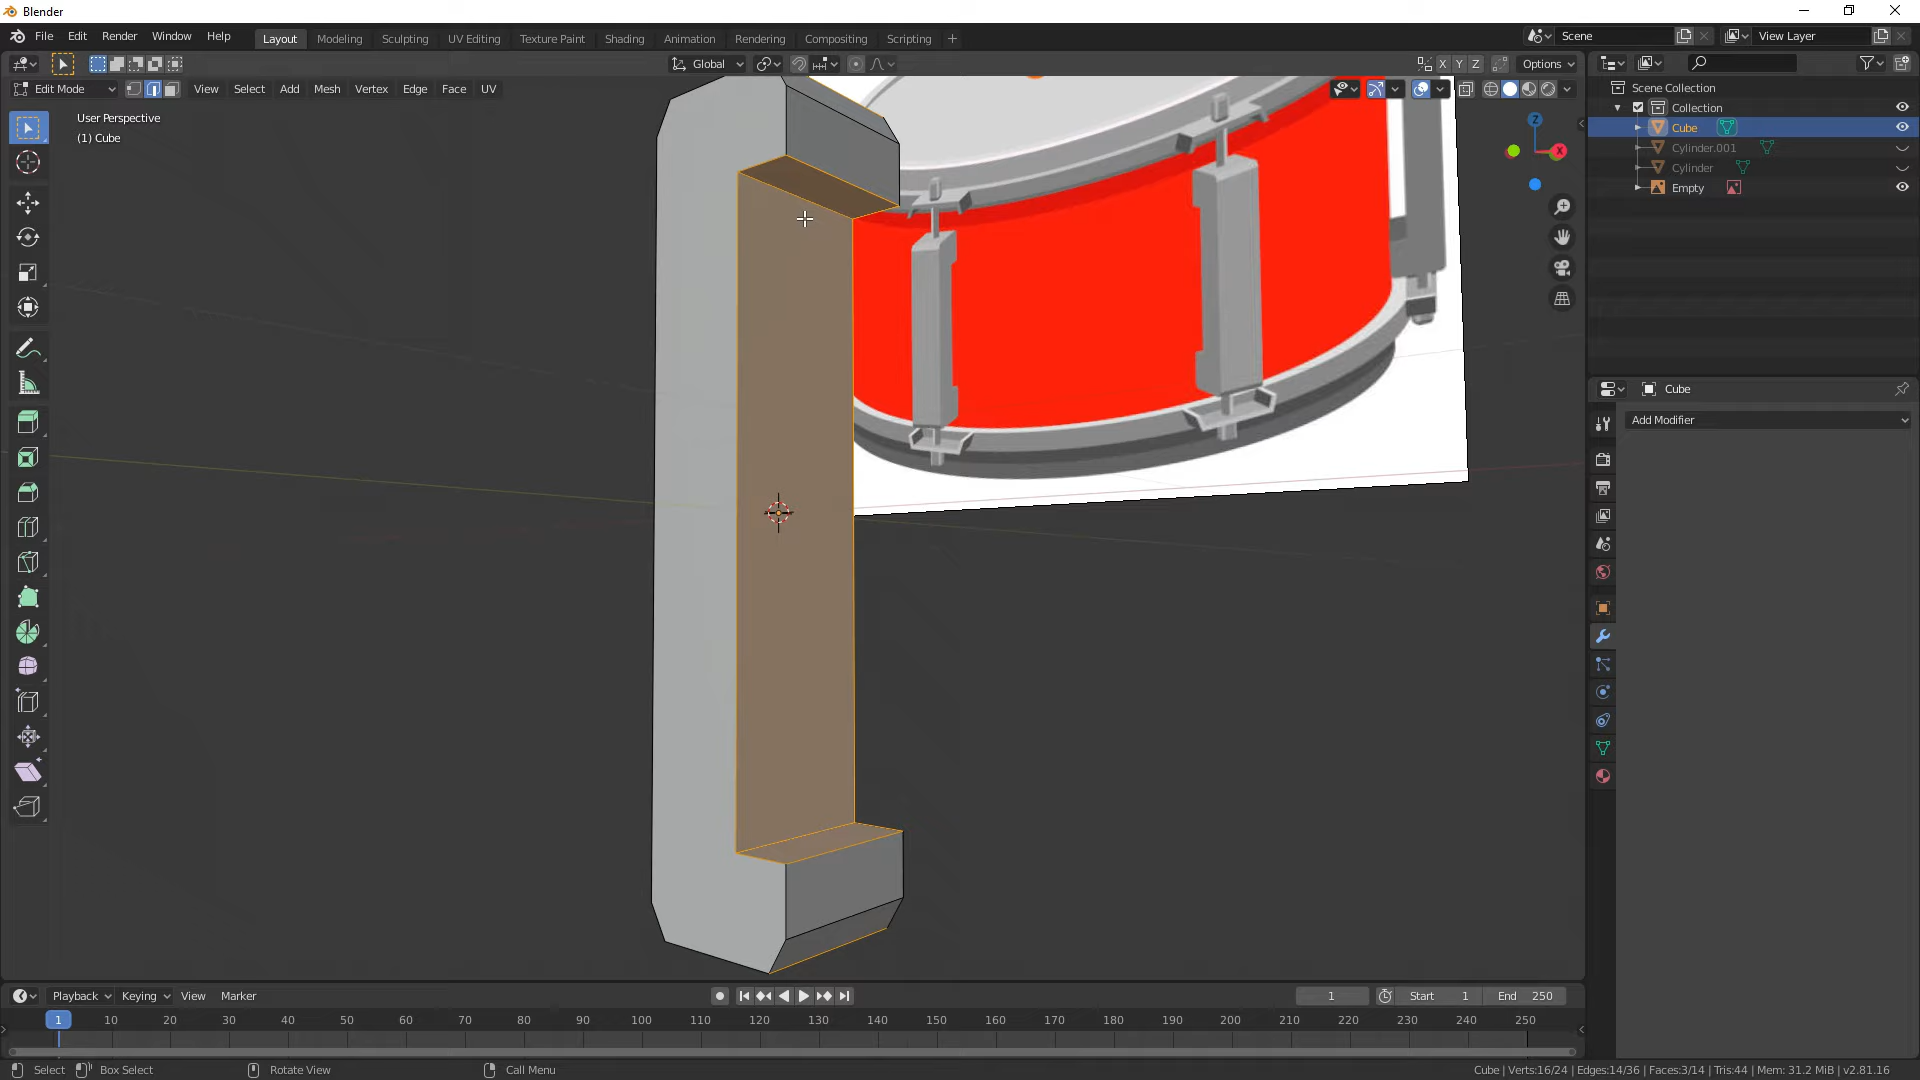 Blender
File Edit Render Window Help
Layout Modeling Sculpting UV Editing Texture Paint Shading Animation Rendering Compositing Scripting +
Scene
View Layer
Global
X Y Z
Options
Edit Mode
View Select Add Mesh Vertex Edge Face UV
User Perspective
(1) Cube
Z
X
Scene Collection
Collection
Cube
Cylinder.001
Cylinder
Empty
Cube
Add Modifier
Playback Keying View Marker
1
Start 1
End 250
1 10 20 30 40 50 60 70 80 90 100 110 120 130 140 150 160 170 180 190 200 210 220 230 240 250
Select Box Select Rotate View Call Menu
Cube | Verts:16/24 | Edges:14/36 | Faces:3/14 | Tris:44 | Mem: 31.2 MiB | v2.81.16